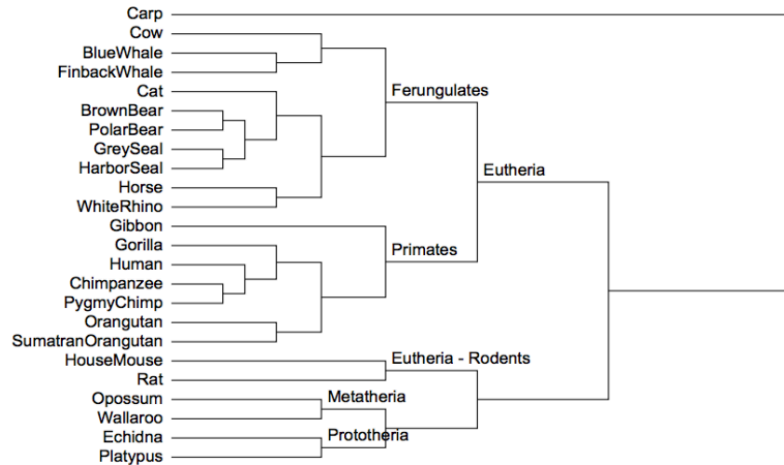 Carp
Cow
BlueWhale
FinbackWhale
Cat
Ferungulates
BrownBear
PolarBear
GreySeal
HarborSeal
Eutheria
Horse
WhiteRhino
Gibbon
Gorilla
Primates
Human
Chimpanzee
PygmyChimp
Orangutan
SumatranOrangutan
HouseMouse
Eutheria - Rodents
Rat
Opossum
Metatheria
Wallaroo
Echidna
Prototheria
Platypus